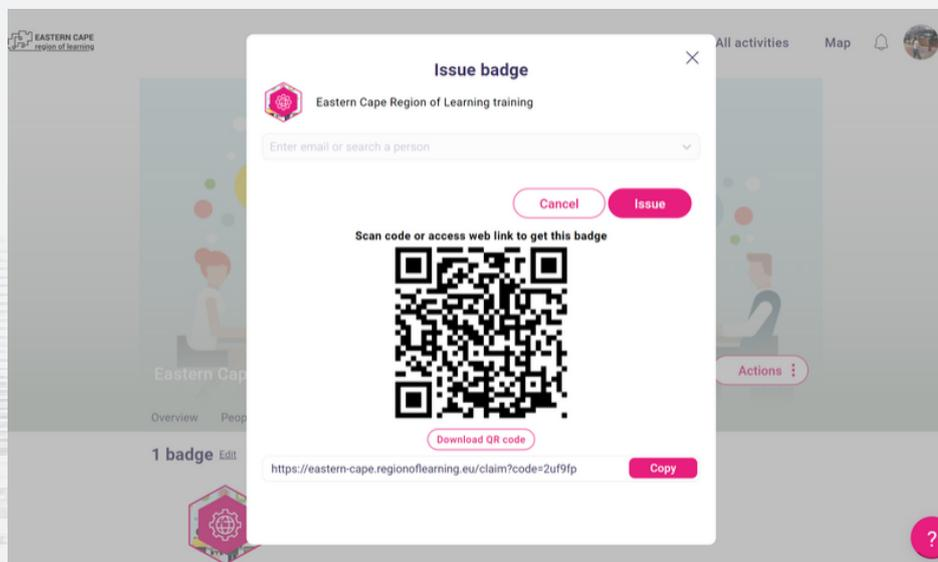 EASTERN CAPE
region of learning
All activities
Map
Issue badge
Eastern Cape Region of Learning training
Enter email or search a person
Cancel
Issue
Scan code or access web link to get this badge
Eastern Cap
Actions
Overview
Peop
Download QR code
1 badge
Edit
https://eastern-cape.regionoflearning.eu/claim?code=2uf9fp
Copy
?